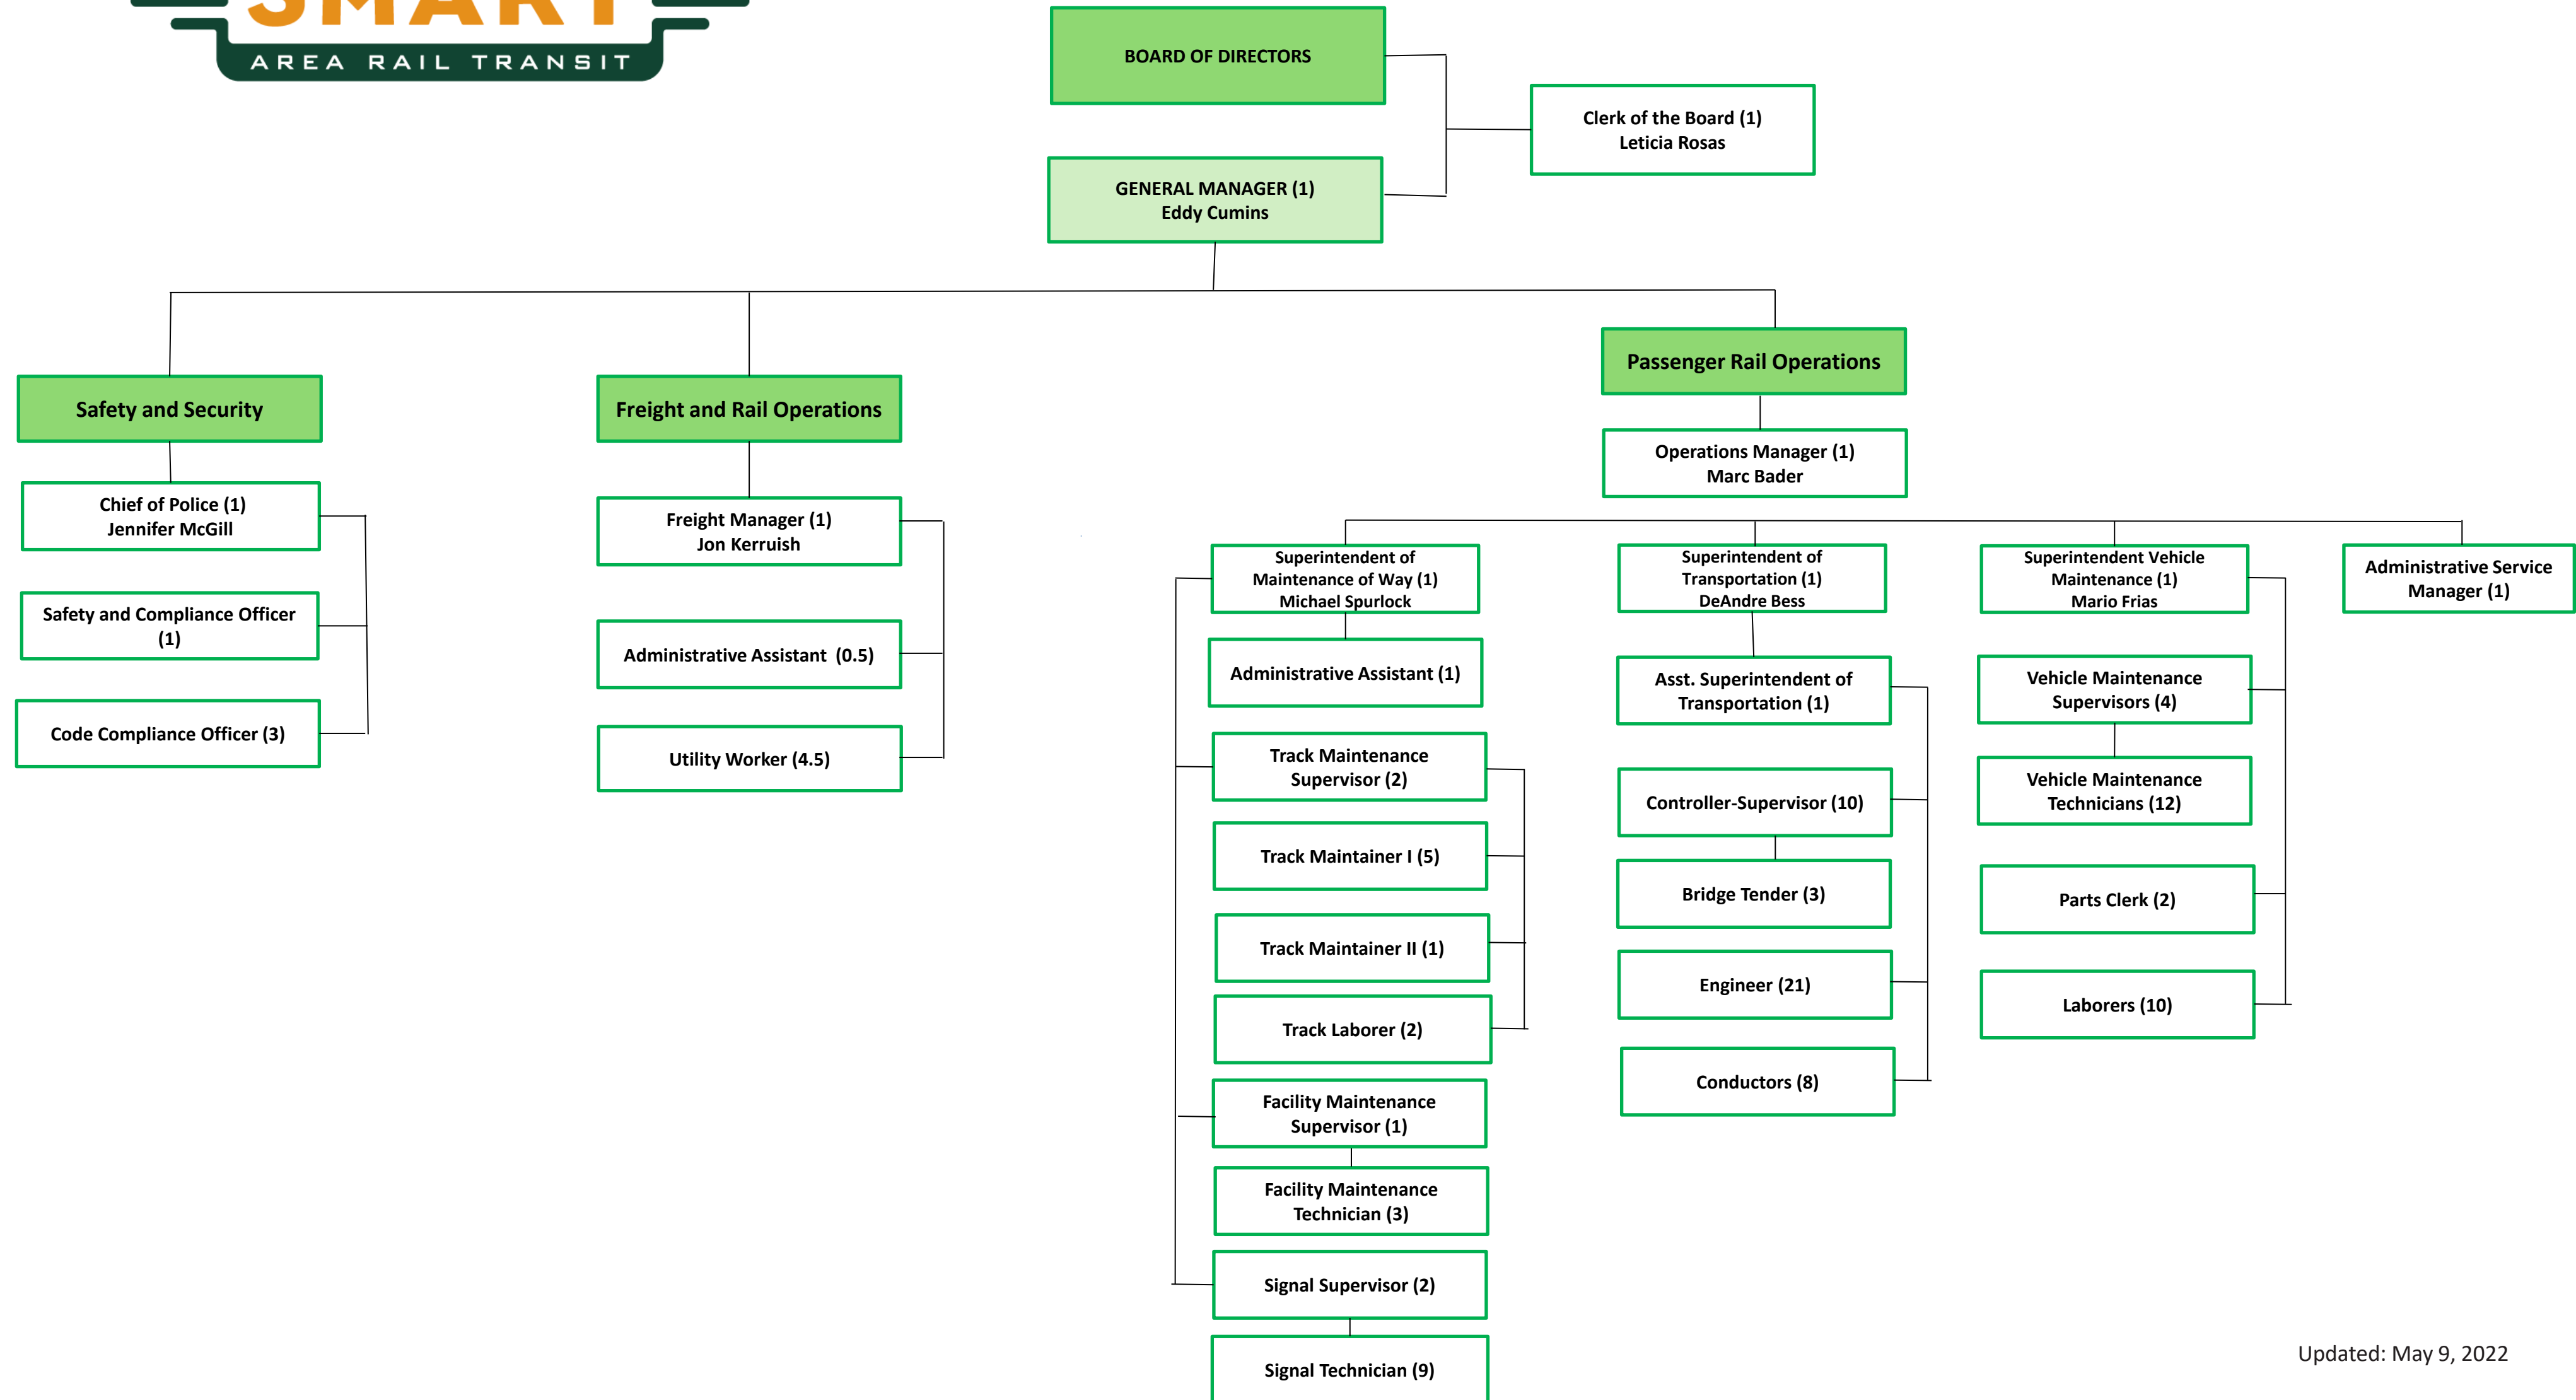 SMART
AREA RAIL TRANSIT
BOARD OF DIRECTORS
Clerk of the Board (1)
Leticia Rosas
GENERAL MANAGER (1)
Eddy Cumins
Safety and Security
Chief of Police (1)
Jennifer McGill
Safety and Compliance Officer
(1)
Code Compliance Officer (3)
Freight and Rail Operations
Freight Manager (1)
Jon Kerruish
Administrative Assistant  (0.5)
Utility Worker (4.5)
Passenger Rail Operations
Operations Manager (1)
Marc Bader
Superintendent of
Maintenance of Way (1)
Michael Spurlock
Administrative Assistant (1)
Track Maintenance
Supervisor (2)
Track Maintainer I (5)
Track Maintainer II (1)
Track Laborer (2)
Facility Maintenance
Supervisor (1)
Facility Maintenance
Technician (3)
Signal Supervisor (2)
Signal Technician (9)
Superintendent of
Transportation (1)
DeAndre Bess
Asst. Superintendent of
Transportation (1)
Controller-Supervisor (10)
Bridge Tender (3)
Engineer (21)
Conductors (8)
Superintendent Vehicle
Maintenance (1)
Mario Frias
Vehicle Maintenance
Supervisors (4)
Vehicle Maintenance
Technicians (12)
Parts Clerk (2)
Laborers (10)
Administrative Service
Manager (1)
Updated: May 9, 2022